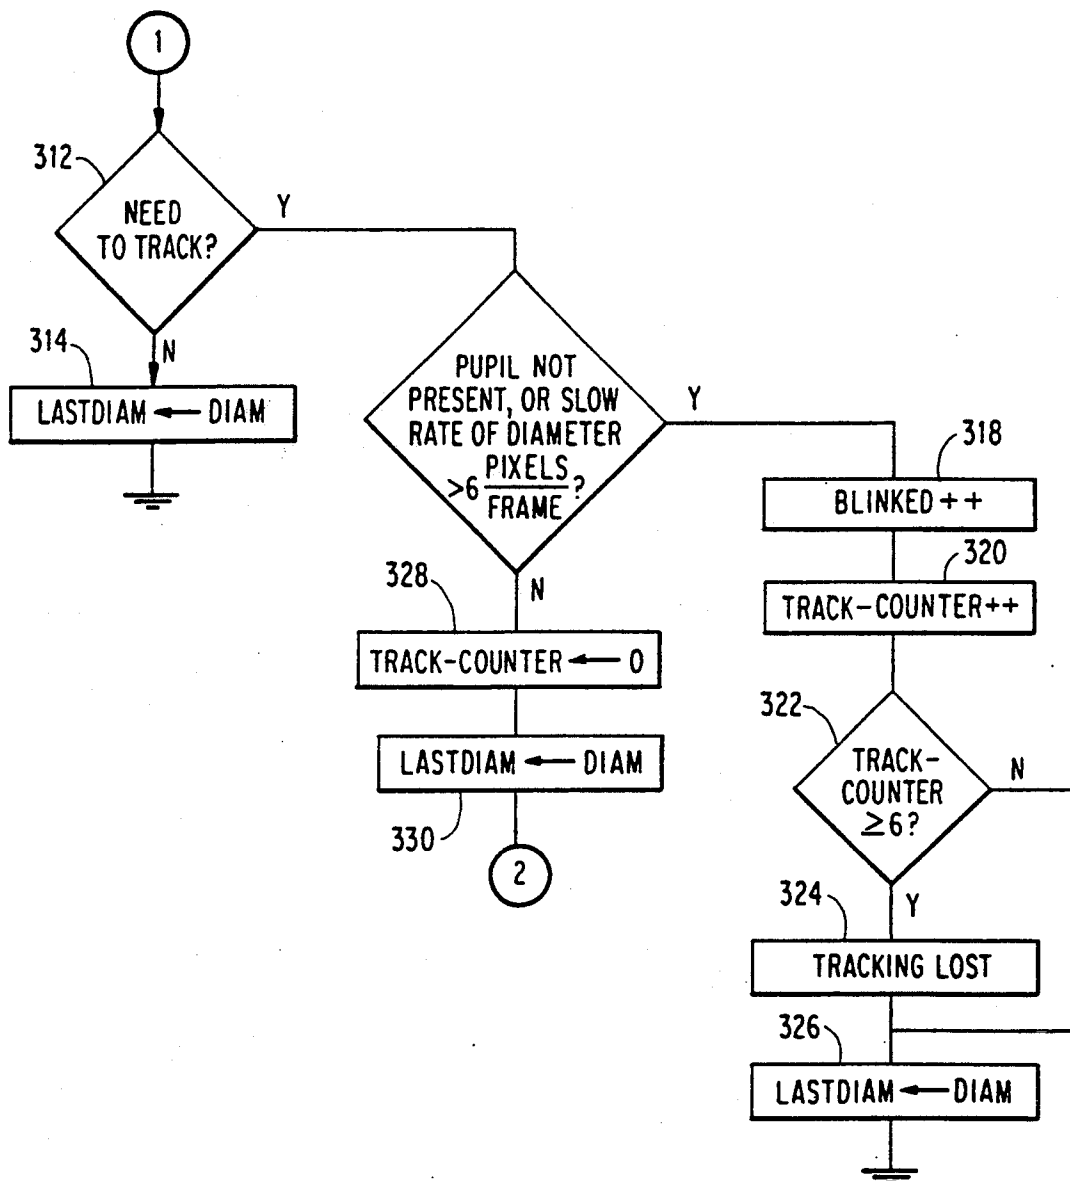 1
312
NEED
TO TRACK?
Y
N
314
LASTDIAM ← DIAM
PUPIL NOT
PRESENT, OR SLOW
RATE OF DIAMETER
>6 PIXELS/FRAME?
Y
N
318
BLINKED++
320
TRACK-COUNTER++
328
TRACK-COUNTER ← 0
LASTDIAM ← DIAM
330
2
322
TRACK-
COUNTER
≥6?
N
Y
324
TRACKING LOST
326
LASTDIAM ← DIAM